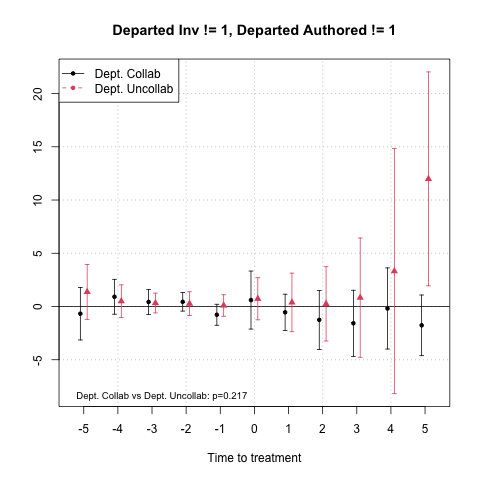 Departed Inv != 1, Departed Authored != 1
Dept. Collab
Dept. Uncollab
20
15
10
5
0
-5
Dept. Collab vs Dept. Uncollab: p=0.217
-5 -4 -3 -2 -1 0 1 2 3 4 5
Time to treatment